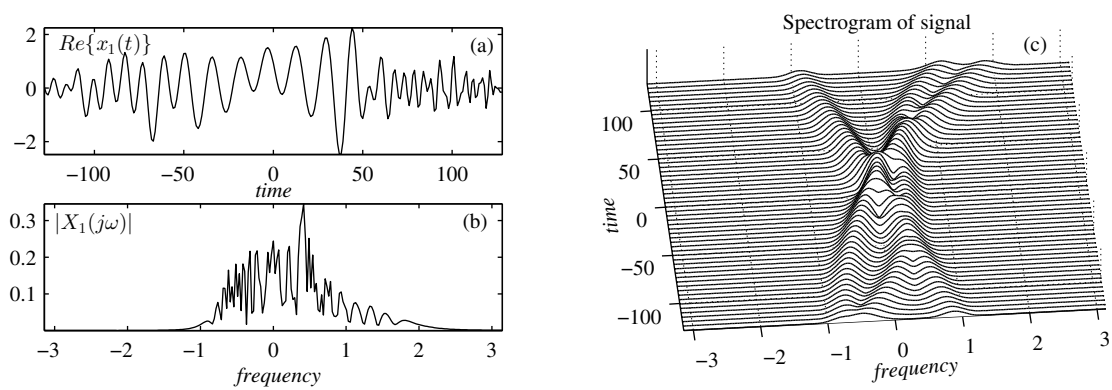 2
0
−2
Re{x₁(t)}
(a)
−100 −50 0 50 100
time
0.3
0.2
0.1
|X₁(jω)|
(b)
−3 −2 −1 0 1 2 3
frequency
Spectrogram of signal
(c)
100
50
0
−50
−100
time
−3 −2 −1 0 1 2 3
frequency